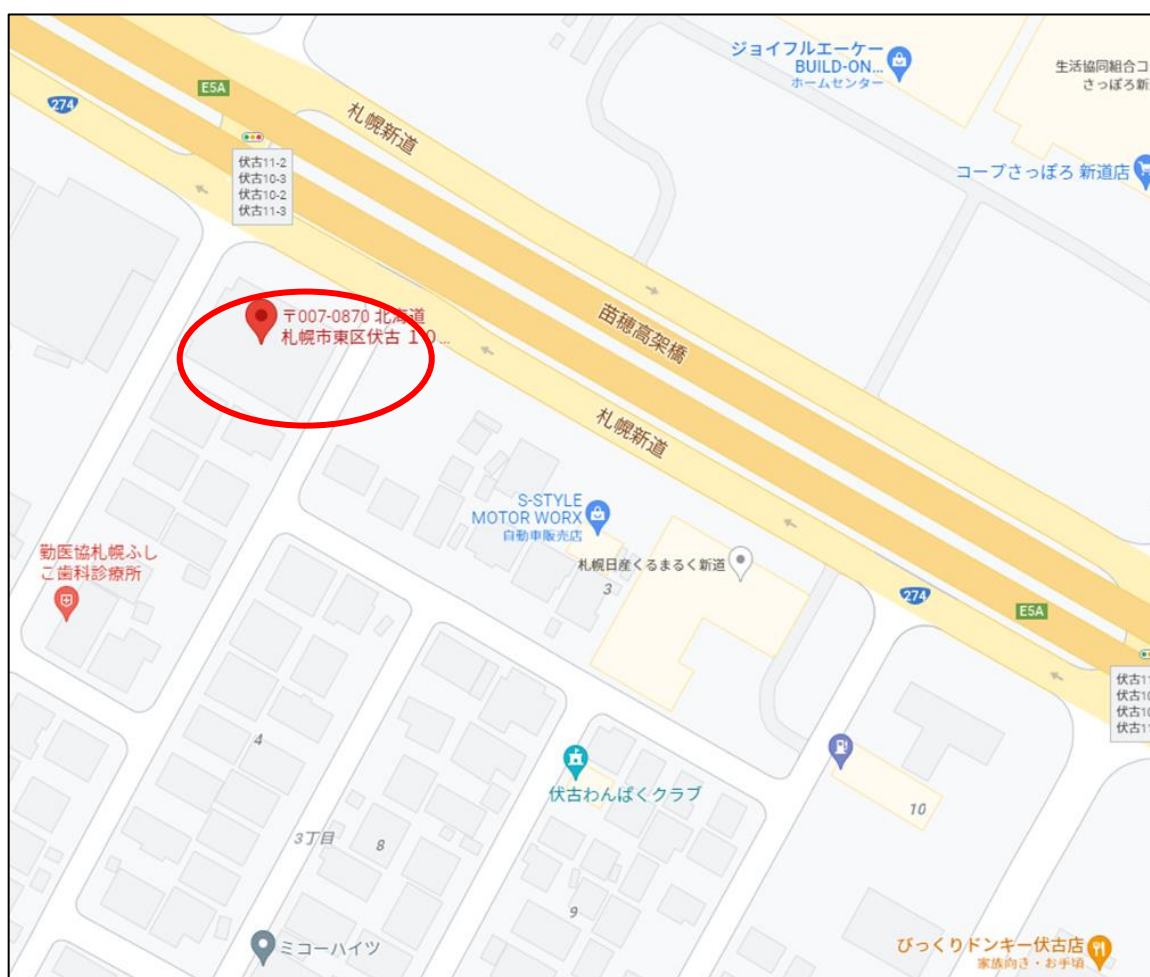 ジョイフルエーケー
BUILD-ON...
ホームセンター
生活協同組合コ
さっぽろ新
E5A
274
札幌新道
伏古11-2
伏古10-3
伏古10-2
伏古11-3
コープさっぽろ 新道店
〒007-0870 北海道
札幌市東区伏古 １０...
苗穂高架橋
札幌新道
S-STYLE
MOTOR WORX
自動車販売店
勤医協札幌ふし
こ歯科診療所
札幌日産くるまるく新道
3
274
E5A
伏古11
伏古10
伏古10
伏古11
4
伏古わんぱくクラブ
10
3丁目
8
9
ミコーハイツ
びっくりドンキー伏古店
家族向き・お手頃